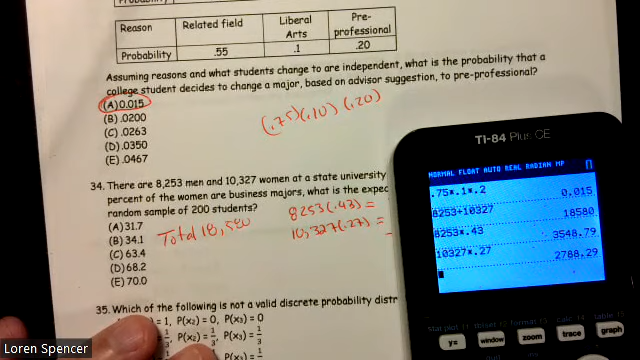 Reason Related field Liberal Arts Pre-professional
Probability .55 .1 .20
Assuming reasons and what students change to are independent, what is the probability that a
college student decides to change a major, based on advisor suggestion, to pre-professional?
(A) 0.015
(B) .0200
(C) .0263
(D) .0350
(E) .0467
(.75)(.10) (.20)
34. There are 8,253 men and 10,327 women at a state university
percent of the women are business majors, what is the expec
random sample of 200 students?
(A) 31.7
(B) 34.1
(C) 63.4
(D) 68.2
(E) 70.0
Total 18,580
8253(.43) =
10,327(.27) =
35. Which of the following is not a valid discrete probability distr
= 1, P(x₂) = 0, P(x₃) = 0
TI-84 Plus CE
NORMAL FLOAT AUTO REAL RADIAN MP
.75*.1*.2
0.015
8253+10327
18580
8253*.43
3548.79
10327*.27
2788.29
y=
window
zoom
trace
graph
Loren Spencer